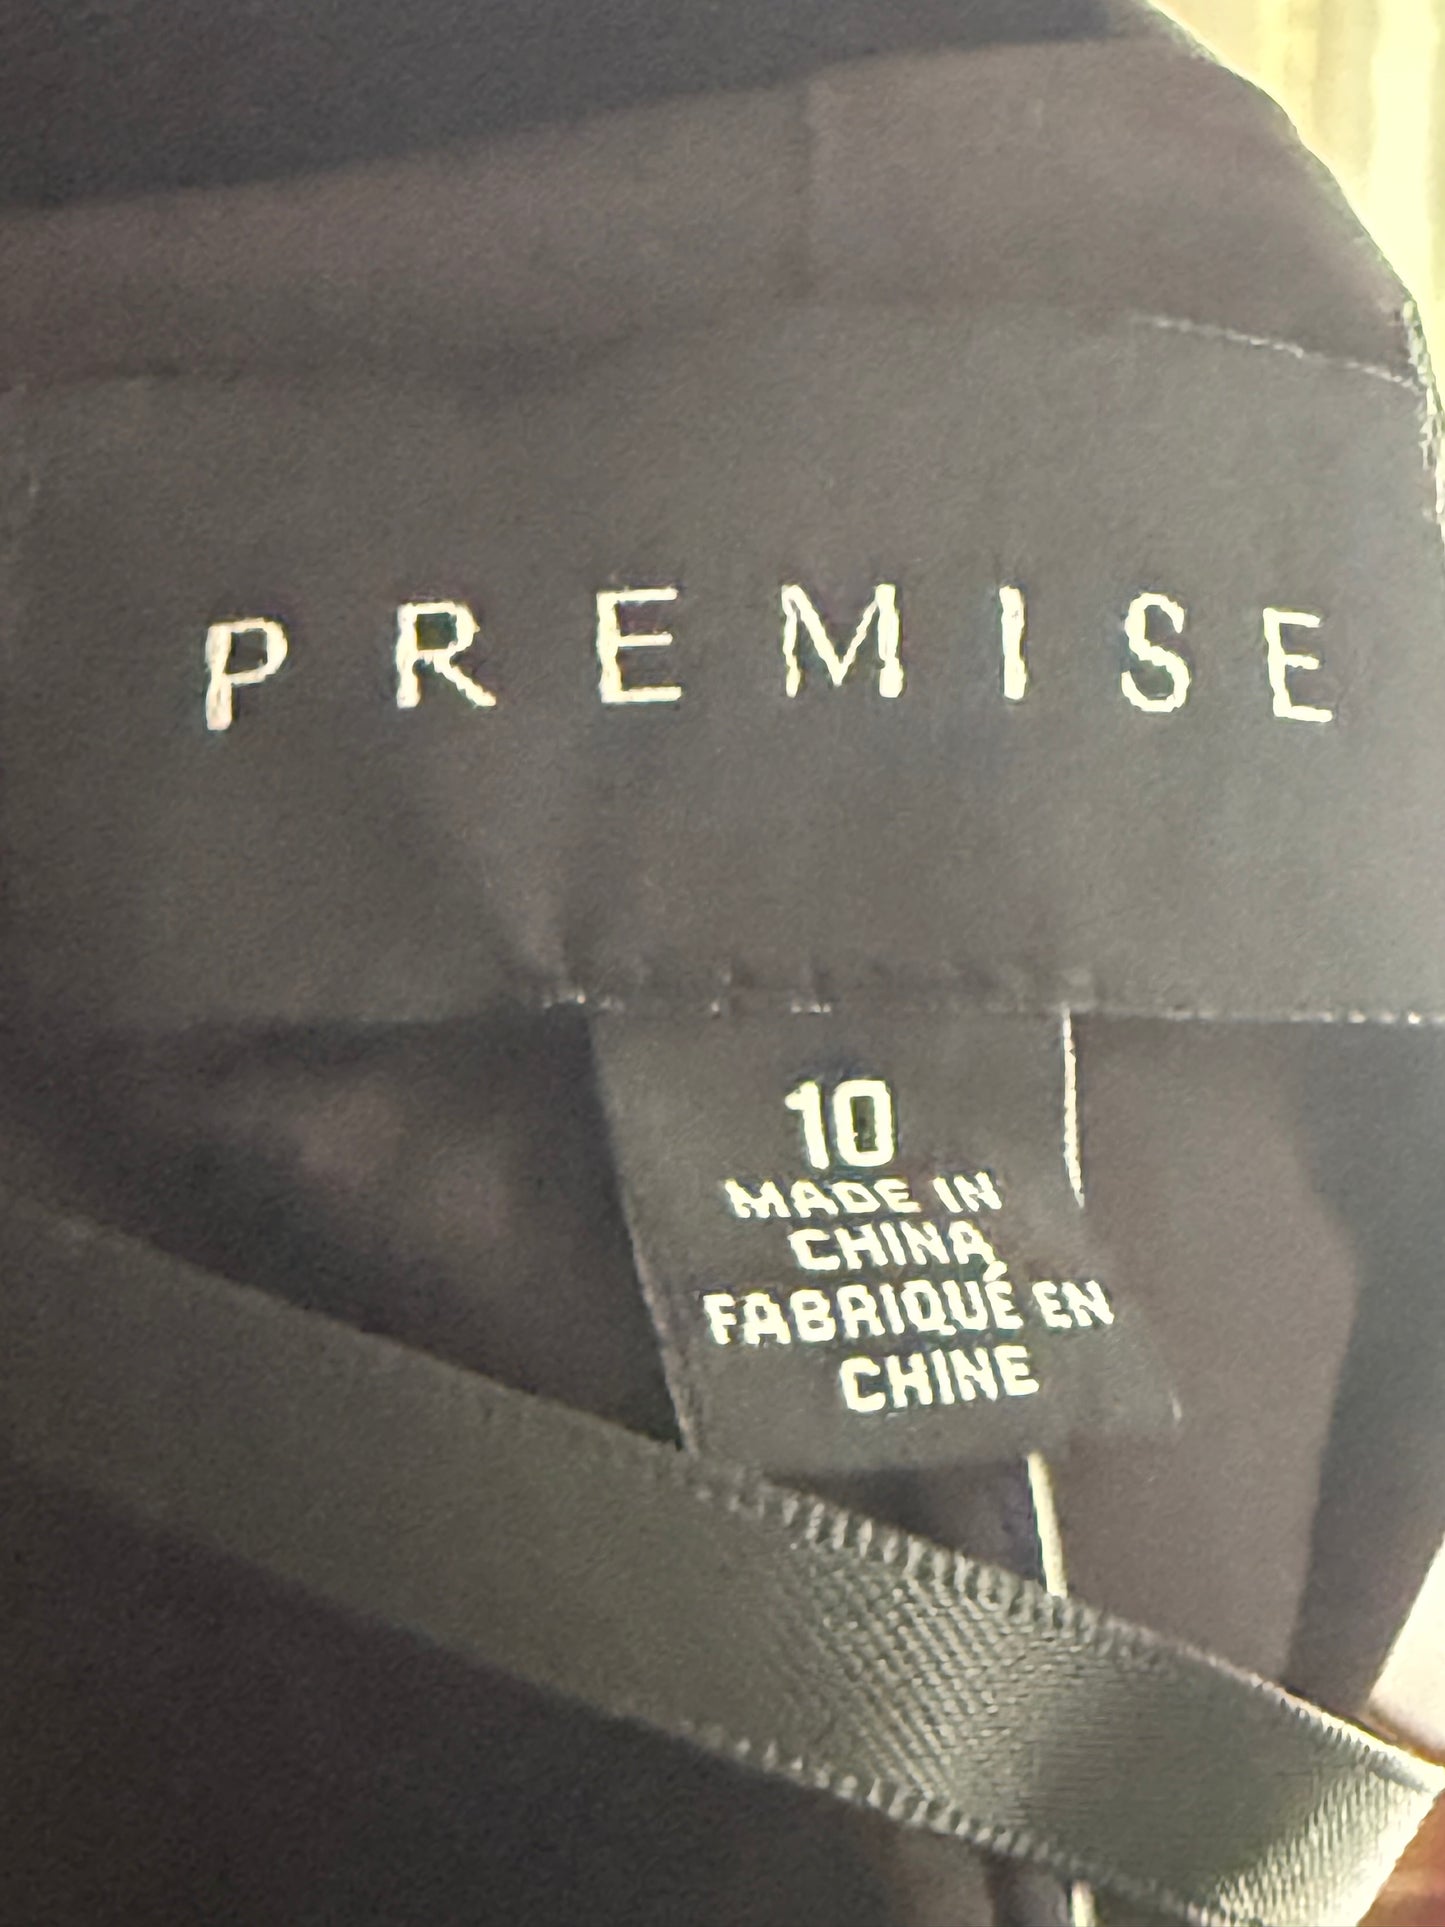 PREMISE
10
MADE IN
CHINA
FABRIQUÉ EN
CHINE